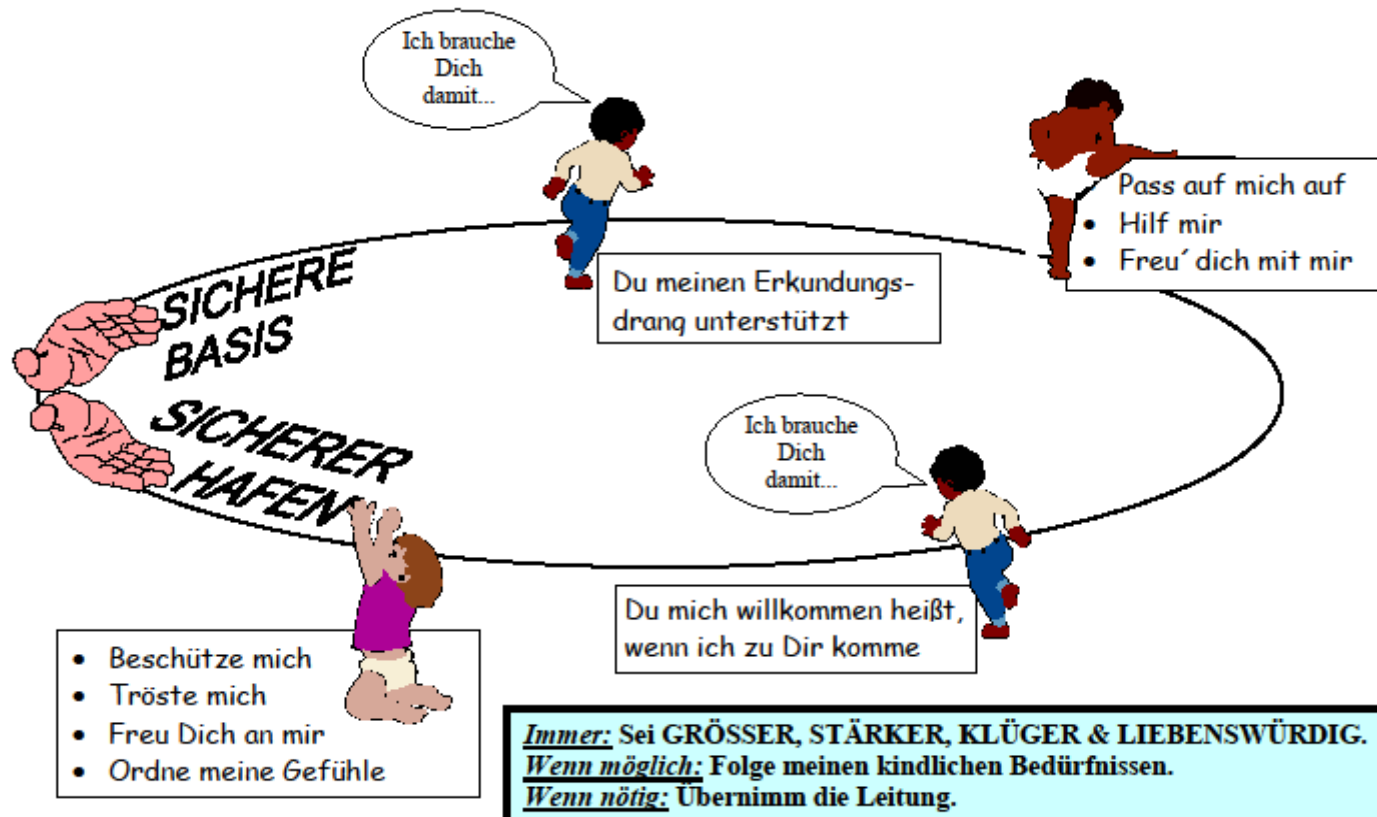 Ich brauche
Dich
damit...
• Pass auf mich auf
• Hilf mir
• Freu´ dich mit mir
SICHERE
BASIS
Du meinen Erkundungs-
drang unterstützt
SICHERER
HAFEN
Ich brauche
Dich
damit...
Du mich willkommen heißt,
wenn ich zu Dir komme
• Beschütze mich
• Tröste mich
• Freu Dich an mir
• Ordne meine Gefühle
Immer: Sei GRÖSSER, STÄRKER, KLÜGER & LIEBENSWÜRDIG.
Wenn möglich: Folge meinen kindlichen Bedürfnissen.
Wenn nötig: Übernimm die Leitung.